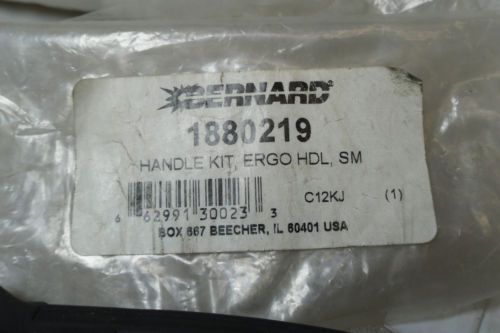 BERNARD
1880219
HANDLE KIT, ERGO HDL, SM
C12KJ (1)
6 62991 30023 3
BOX 667 BEECHER, IL 60401 USA